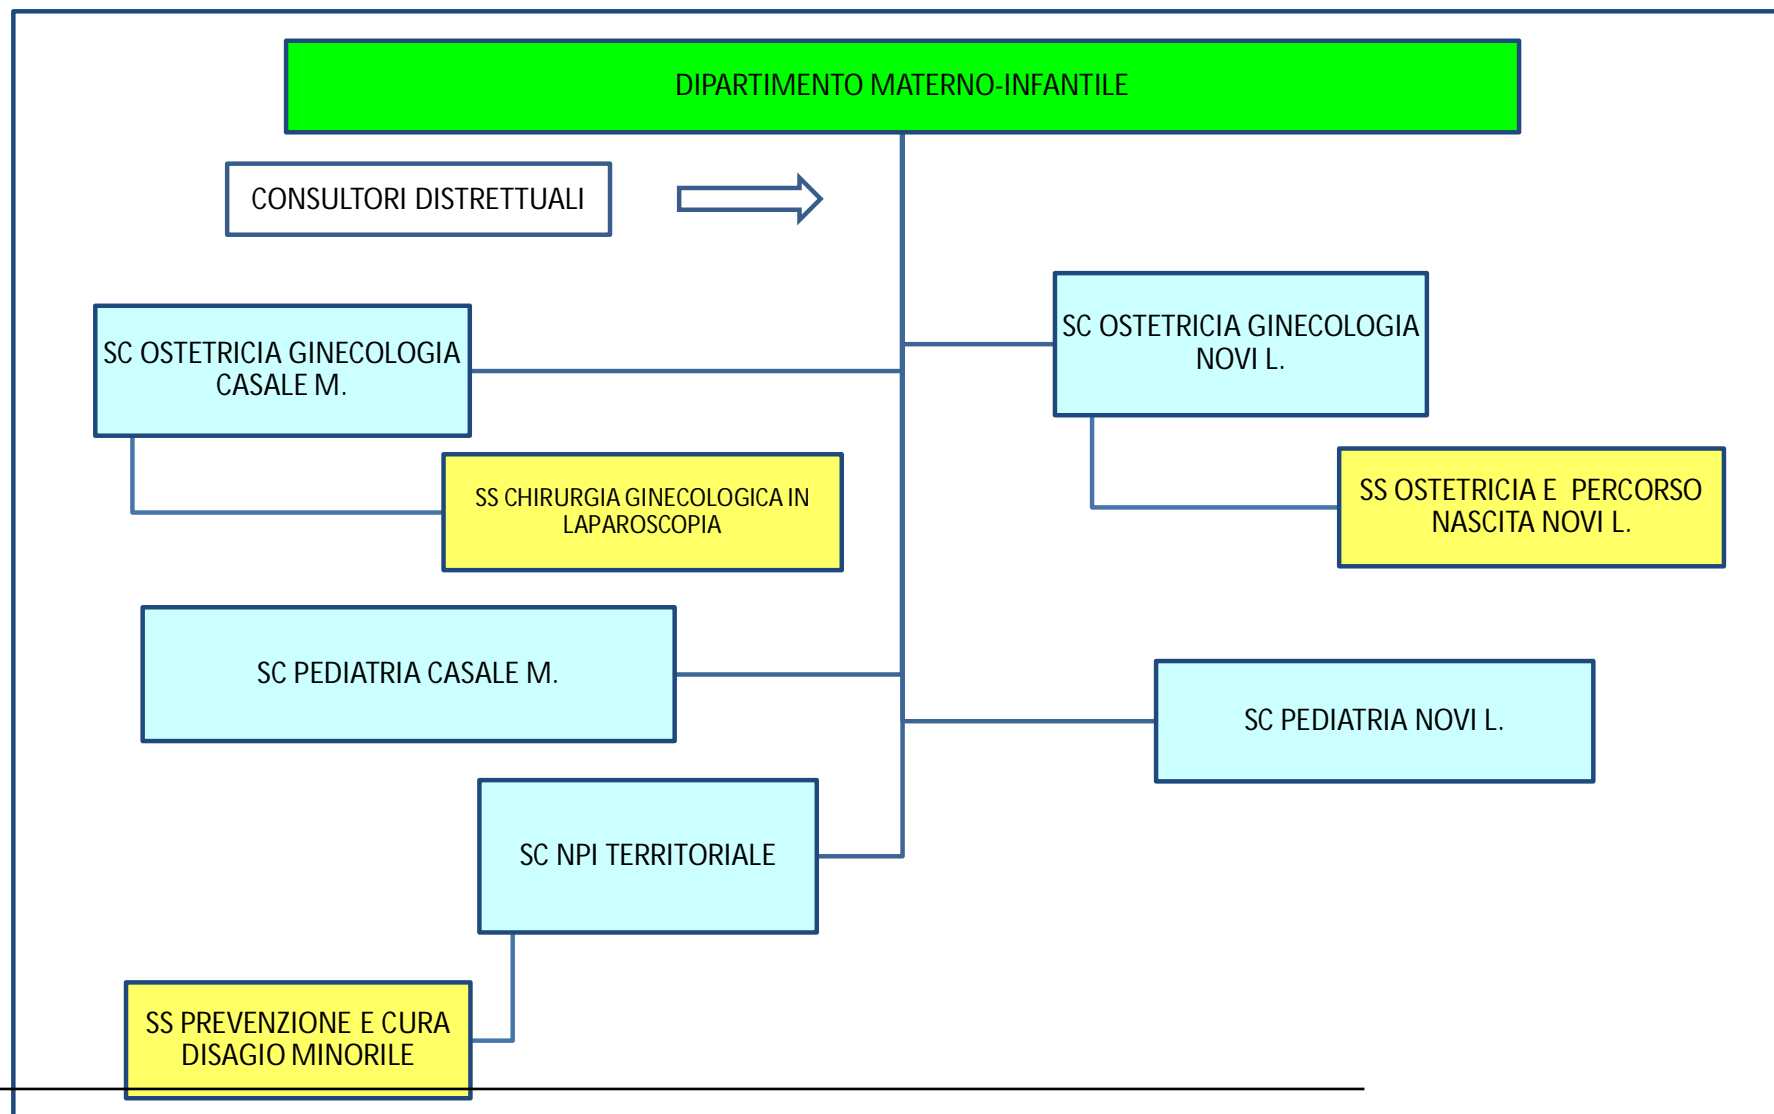 DIPARTIMENTO MATERNO-INFANTILE
CONSULTORI DISTRETTUALI
SC OSTETRICIA GINECOLOGIA
CASALE M.
SC OSTETRICIA GINECOLOGIA
NOVI L.
SS CHIRURGIA GINECOLOGICA IN
LAPAROSCOPIA
SS OSTETRICIA E PERCORSO
NASCITA NOVI L.
SC PEDIATRIA CASALE M.
SC PEDIATRIA NOVI L.
SC NPI TERRITORIALE
SS PREVENZIONE E CURA
DISAGIO MINORILE